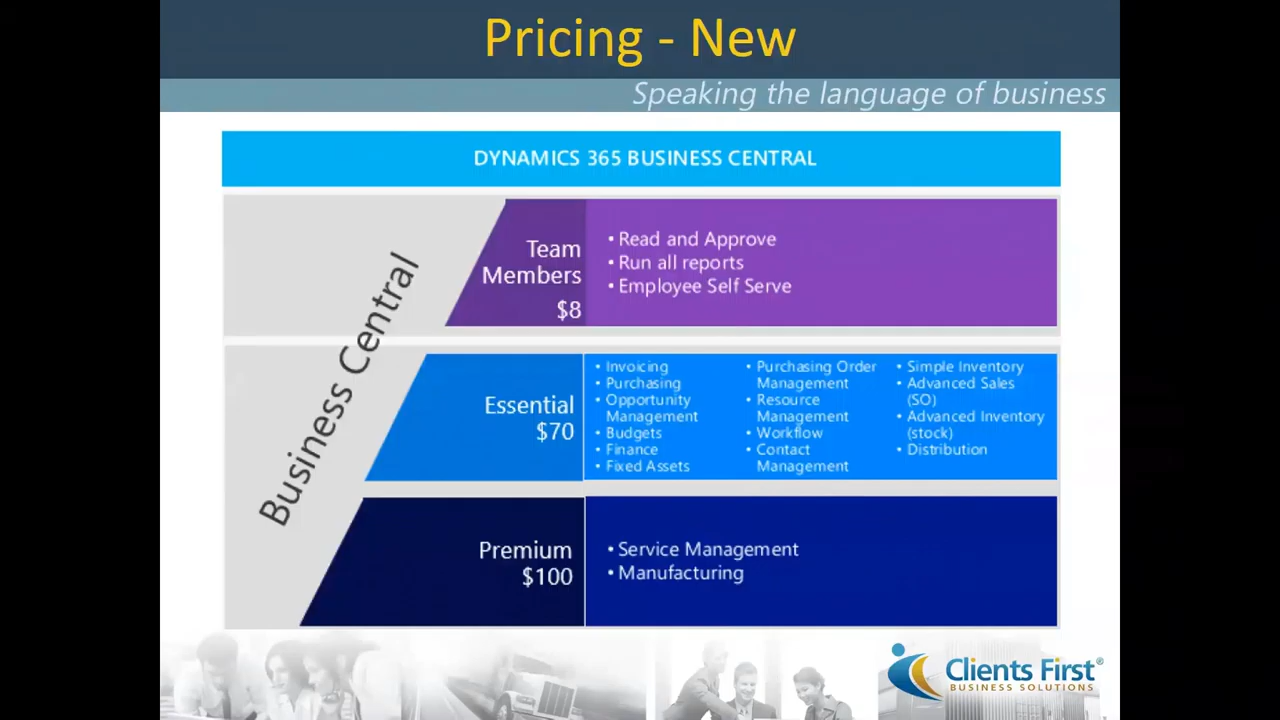 Pricing - New
Speaking the language of business
DYNAMICS 365 BUSINESS CENTRAL
Business Central
Team
Members
$8
• Read and Approve
• Run all reports
• Employee Self Serve
Essential
$70
• Invoicing
• Purchasing
• Opportunity
Management
• Budgets
• Finance
• Fixed Assets
• Purchasing Order
Management
• Resource
Management
• Workflow
• Contact
Management
• Simple Inventory
• Advanced Sales
(SO)
• Advanced Inventory
(stock)
• Distribution
Premium
$100
• Service Management
• Manufacturing
Clients First®
BUSINESS SOLUTIONS